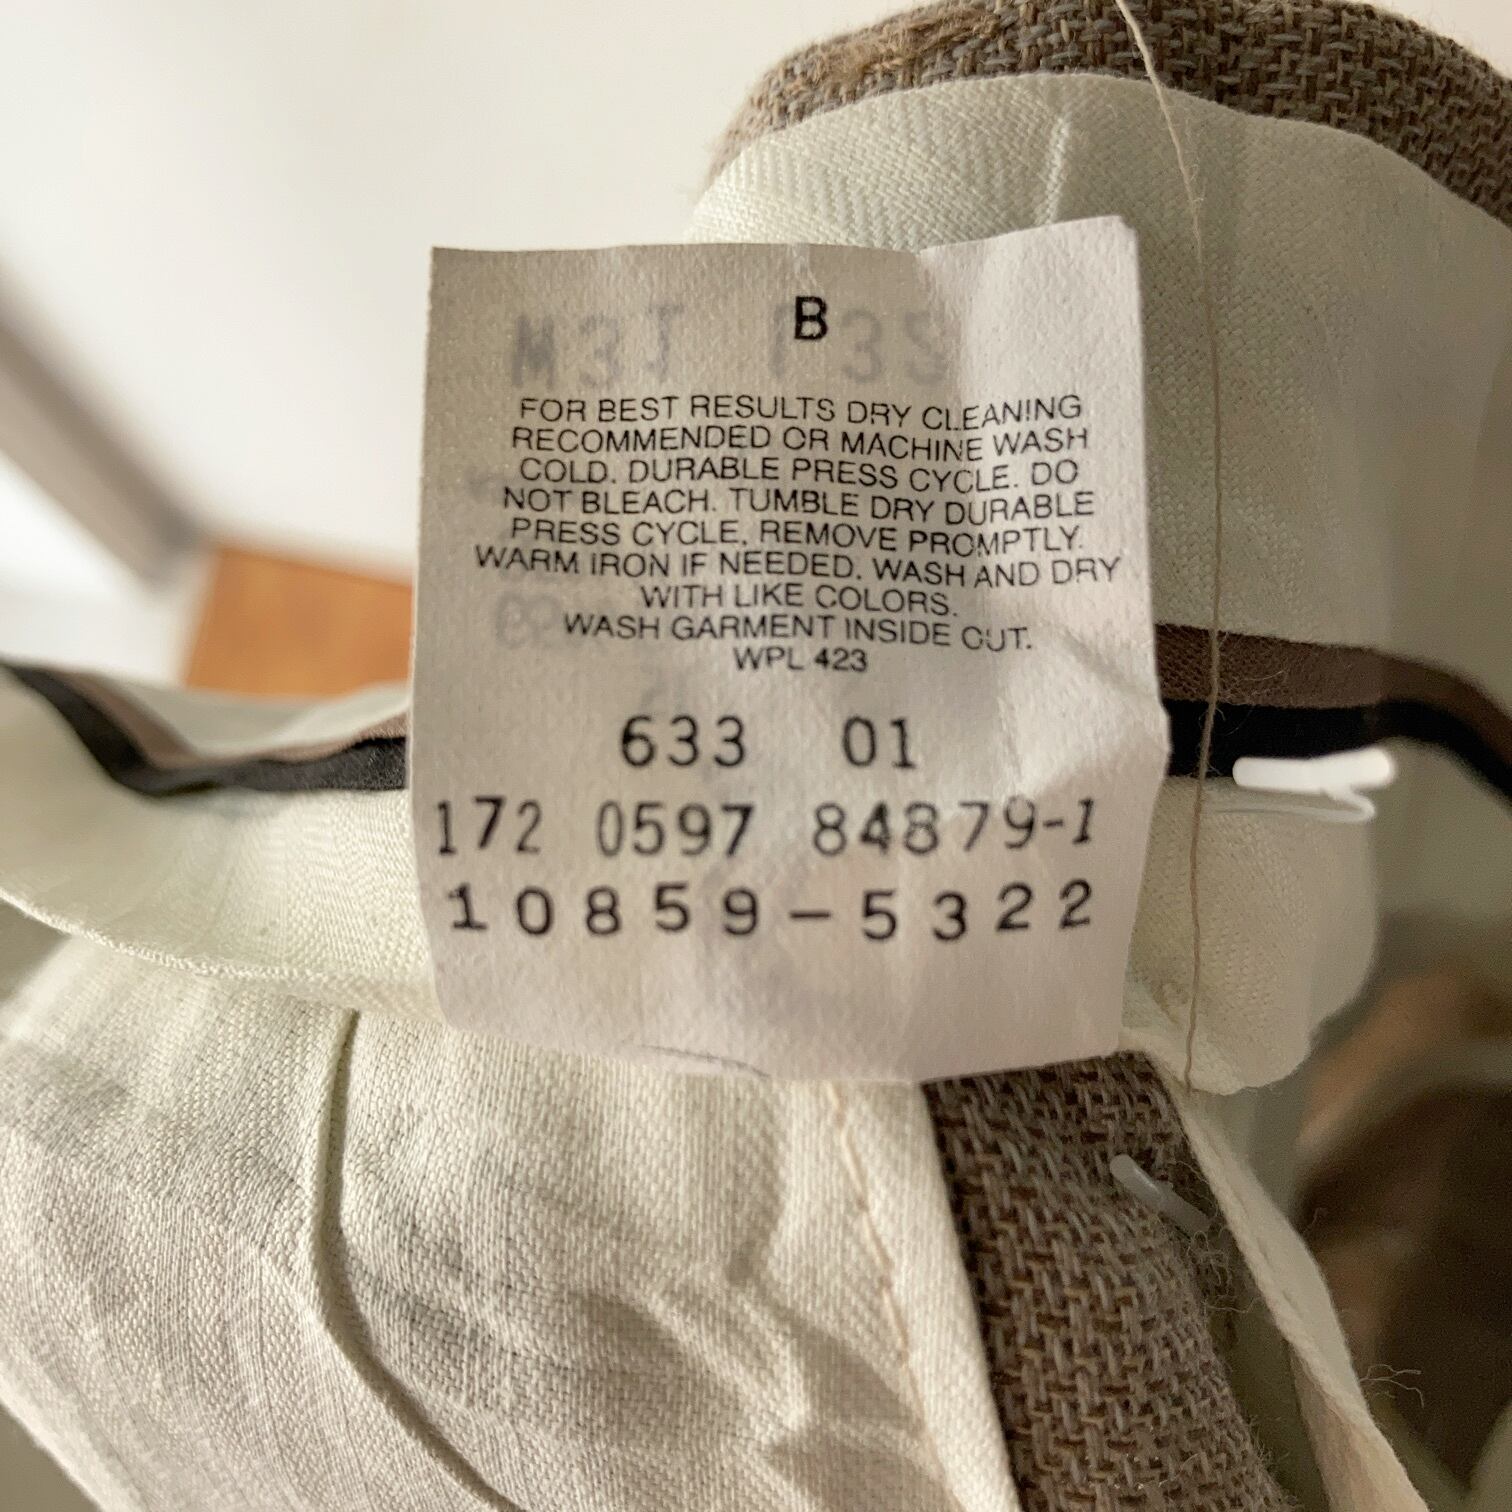 B
FOR BEST RESULTS DRY CLEANING
RECOMMENDED OR MACHINE WASH
COLD. DURABLE PRESS CYCLE. DO
NOT BLEACH. TUMBLE DRY DURABLE
PRESS CYCLE, REMOVE PROMPTLY.
WARM IRON IF NEEDED. WASH AND DRY
WITH LIKE COLORS.
WASH GARMENT INSIDE OUT.
WPL 423
633 01
172 0597 84879-1
10859-5322